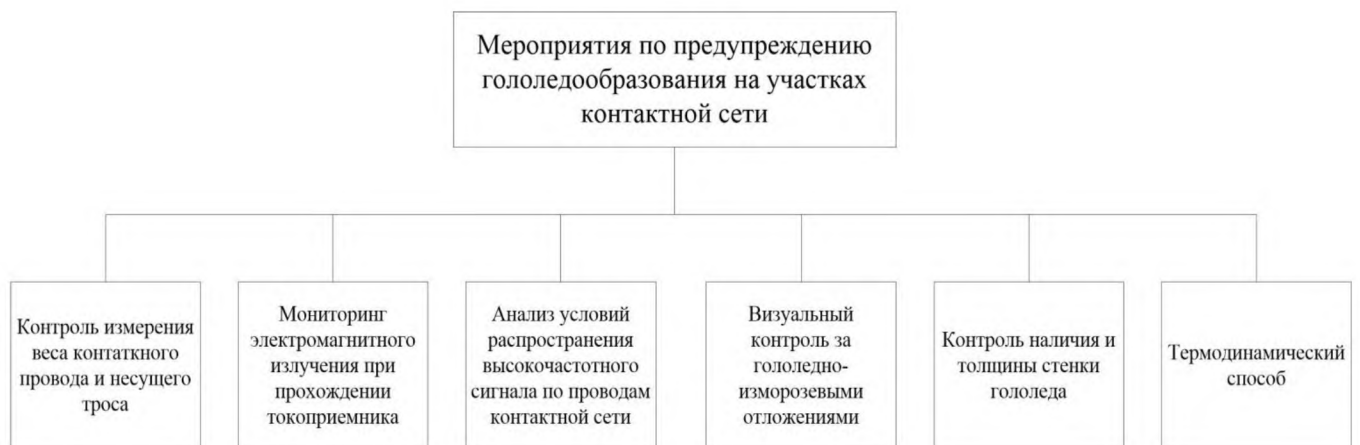 Мероприятия по предупреждению
гололедообразования на участках
контактной сети
Контроль измерения
веса контаткного
провода и несущего
троса
Мониторинг
электромагнитного
излучения при
прохождении
токоприемника
Анализ условий
распространения
высокочастотного
сигнала по проводам
контактной сети
Визуальный
контроль за
гололедно-
изморозевыми
отложениями
Контроль наличия и
толщины стенки
гололеда
Термодинамический
способ